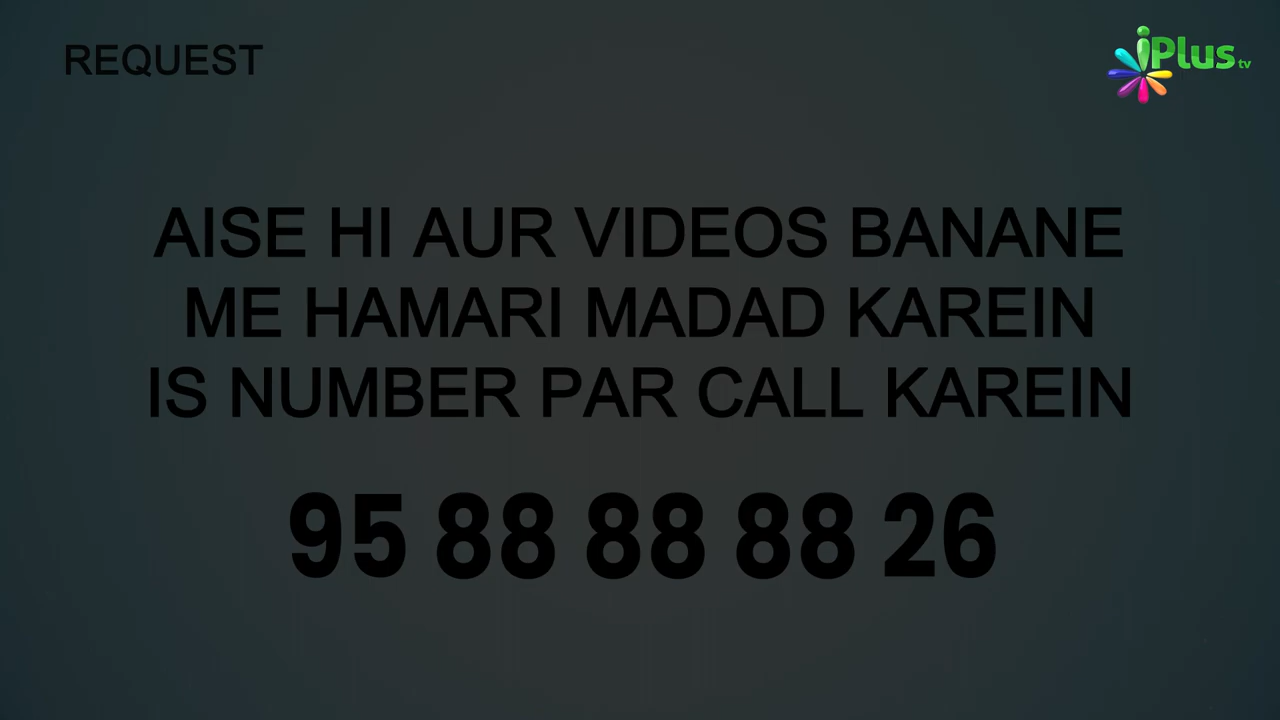 REQUEST
iPlus tv
AISE HI AUR VIDEOS BANANE
ME HAMARI MADAD KAREIN
IS NUMBER PAR CALL KAREIN
95 88 88 88 26